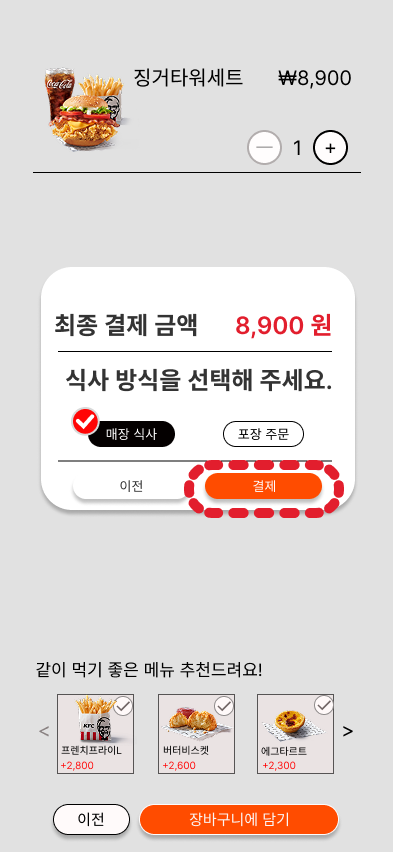 징거타워세트 ₩8,900
Coca-Cola
KFC
— 1 +
최종 결제 금액 8,900 원
식사 방식을 선택해 주세요.
매장 식사 포장 주문
이전 결제
같이 먹기 좋은 메뉴 추천드려요!
KFC
< >
프렌치프라이L 버터비스켓 에그타르트
+2,800 +2,600 +2,300
이전 장바구니에 담기